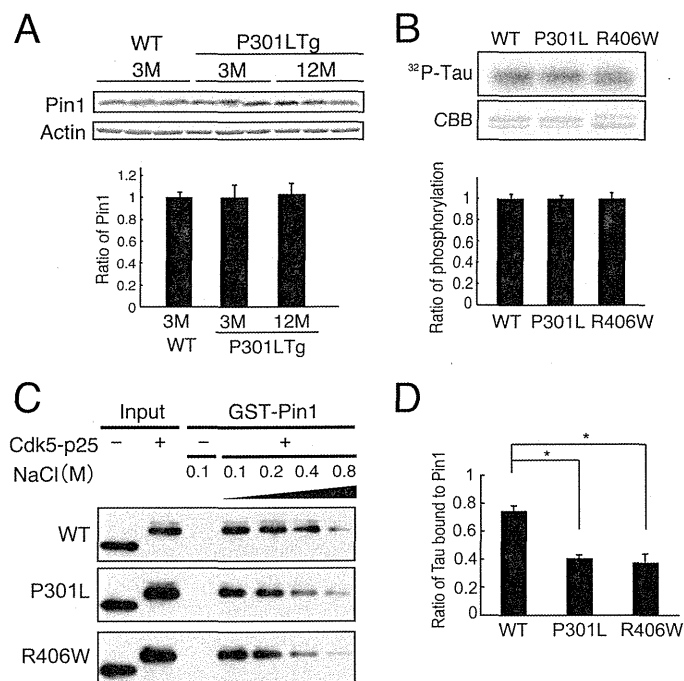 A
WT P301LTg
3M 3M 12M
Pin1
Actin
Ratio of Pin1
1.2
1
0.8
0.6
0.4
0.2
0
3M 3M 12M
WT P301LTg
B
WT P301L R406W
³²P-Tau
CBB
Ratio of phosphorylation
1
0.8
0.6
0.4
0.2
0
WT P301L R406W
C
Input GST-Pin1
Cdk5-p25 − + − +
NaCl(M) 0.1 0.1 0.2 0.4 0.8
WT
P301L
R406W
D
*
*
Ratio of Tau bound to Pin1
1
0.8
0.6
0.4
0.2
0
WT P301L R406W